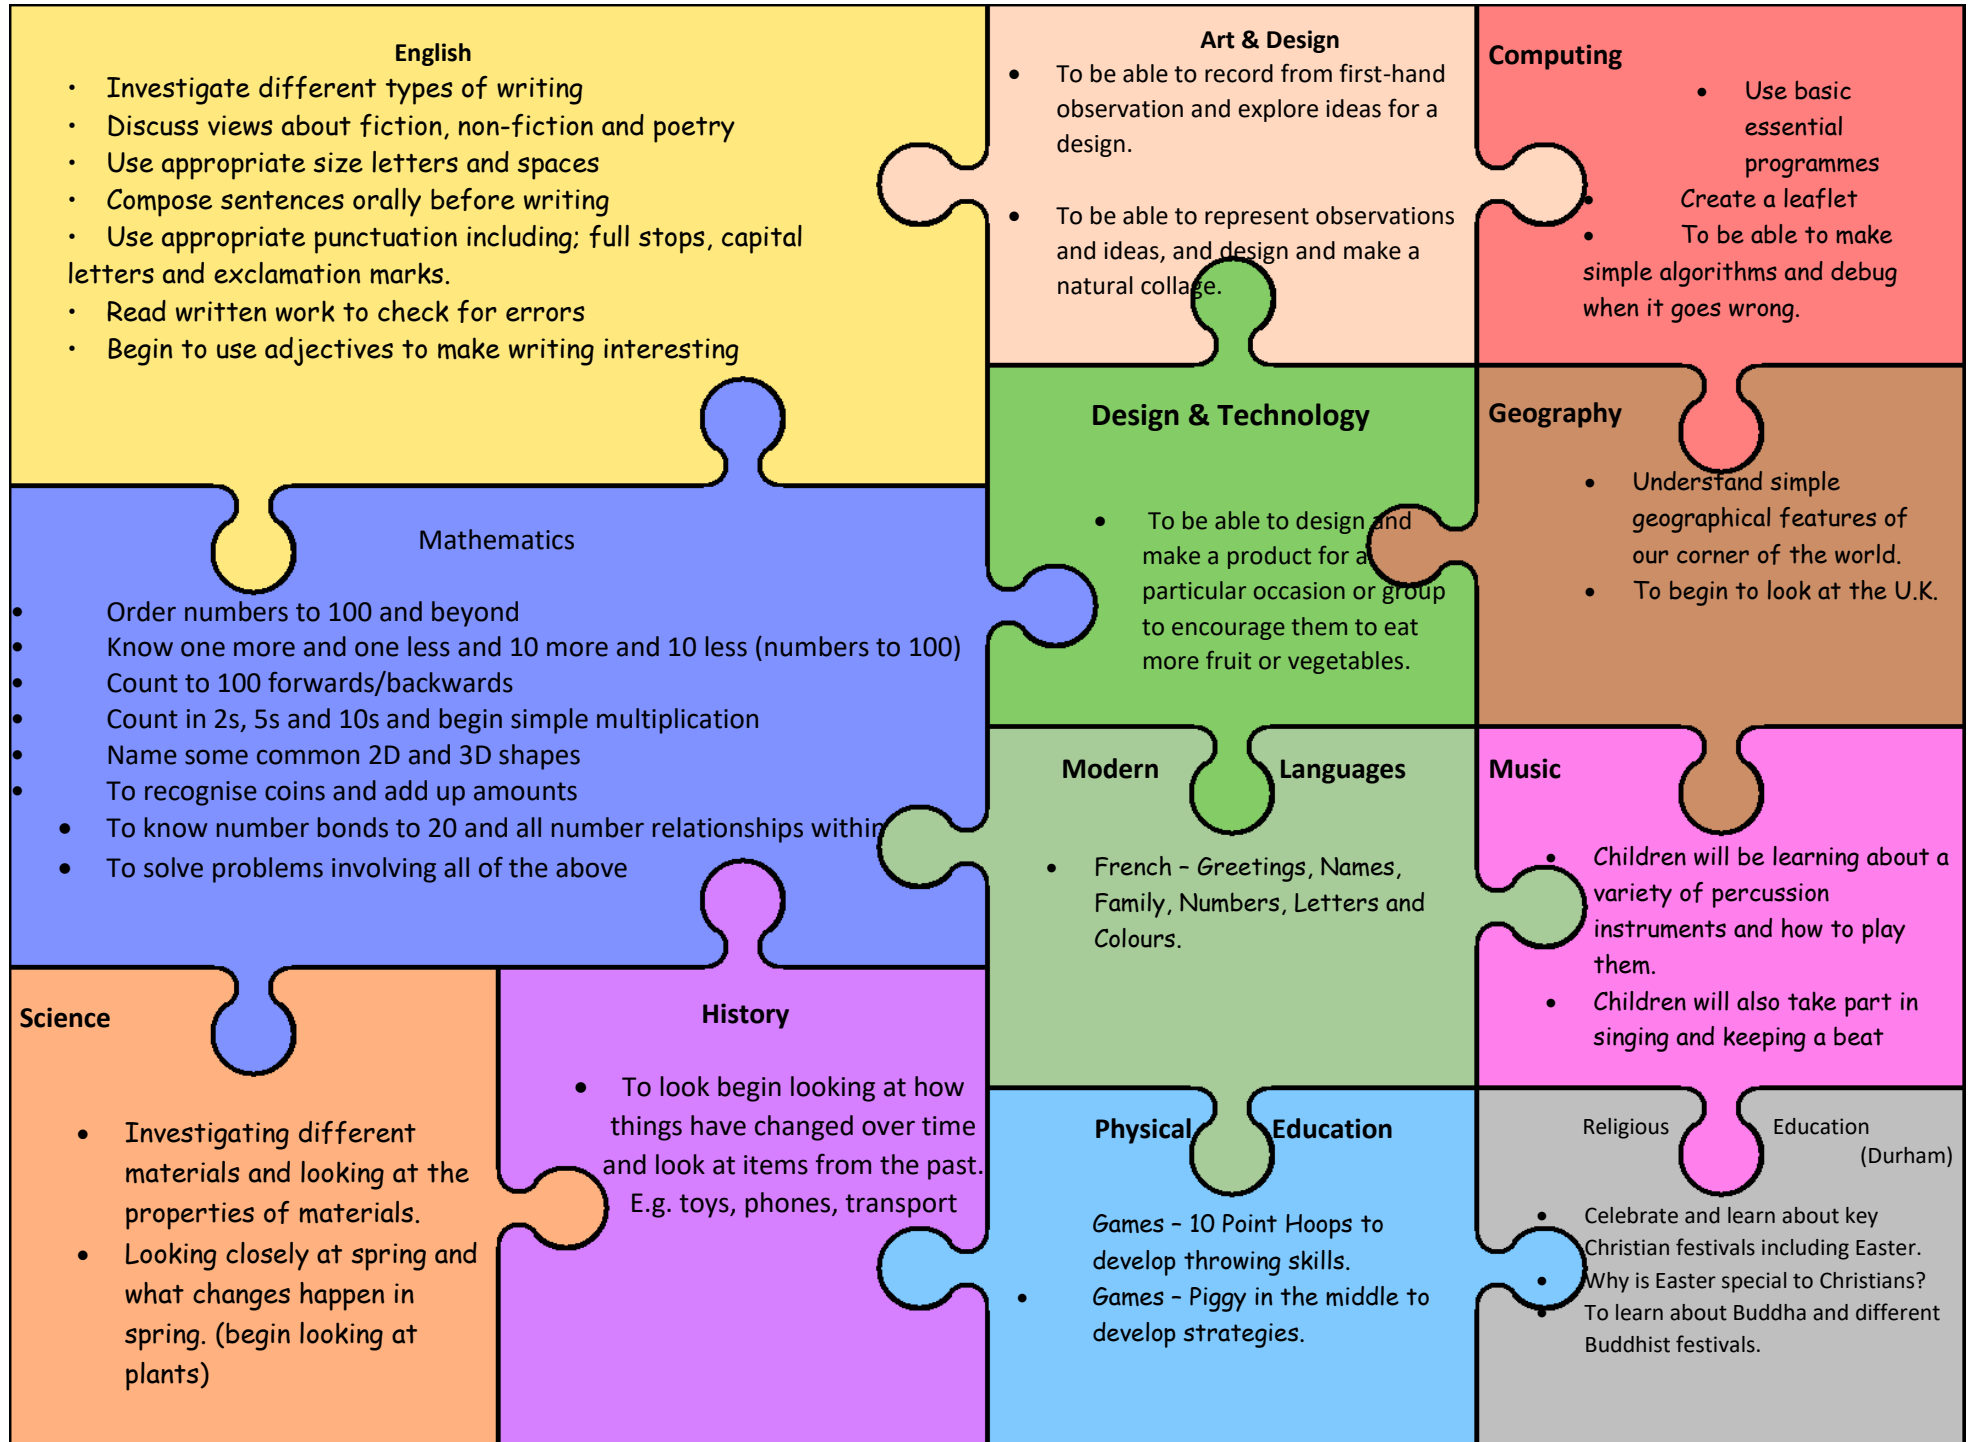 English
• Investigate different types of writing
• Discuss views about fiction, non-fiction and poetry
• Use appropriate size letters and spaces
• Compose sentences orally before writing
• Use appropriate punctuation including; full stops, capital
letters and exclamation marks.
• Read written work to check for errors
• Begin to use adjectives to make writing interesting
Art & Design
• To be able to record from first-hand
observation and explore ideas for a
design.
• To be able to represent observations
and ideas, and design and make a
natural collage.
Computing
• Use basic
essential
programmes
• Create a leaflet
• To be able to make
simple algorithms and debug
when it goes wrong.
Mathematics
• Order numbers to 100 and beyond
• Know one more and one less and 10 more and 10 less (numbers to 100)
• Count to 100 forwards/backwards
• Count in 2s, 5s and 10s and begin simple multiplication
• Name some common 2D and 3D shapes
• To recognise coins and add up amounts
• To know number bonds to 20 and all number relationships within
• To solve problems involving all of the above
Design & Technology
• To be able to design and
make a product for a
particular occasion or group
to encourage them to eat
more fruit or vegetables.
Geography
• Understand simple
geographical features of
our corner of the world.
• To begin to look at the U.K.
Modern Languages
• French – Greetings, Names,
Family, Numbers, Letters and
Colours.
Music
• Children will be learning about a
variety of percussion
instruments and how to play
them.
• Children will also take part in
singing and keeping a beat
Science
• Investigating different
materials and looking at the
properties of materials.
• Looking closely at spring and
what changes happen in
spring. (begin looking at
plants)
History
• To look begin looking at how
things have changed over time
and look at items from the past.
E.g. toys, phones, transport
Physical Education
Games – 10 Point Hoops to
develop throwing skills.
• Games – Piggy in the middle to
develop strategies.
Religious Education
(Durham)
• Celebrate and learn about key
Christian festivals including Easter.
• Why is Easter special to Christians?
• To learn about Buddha and different
Buddhist festivals.